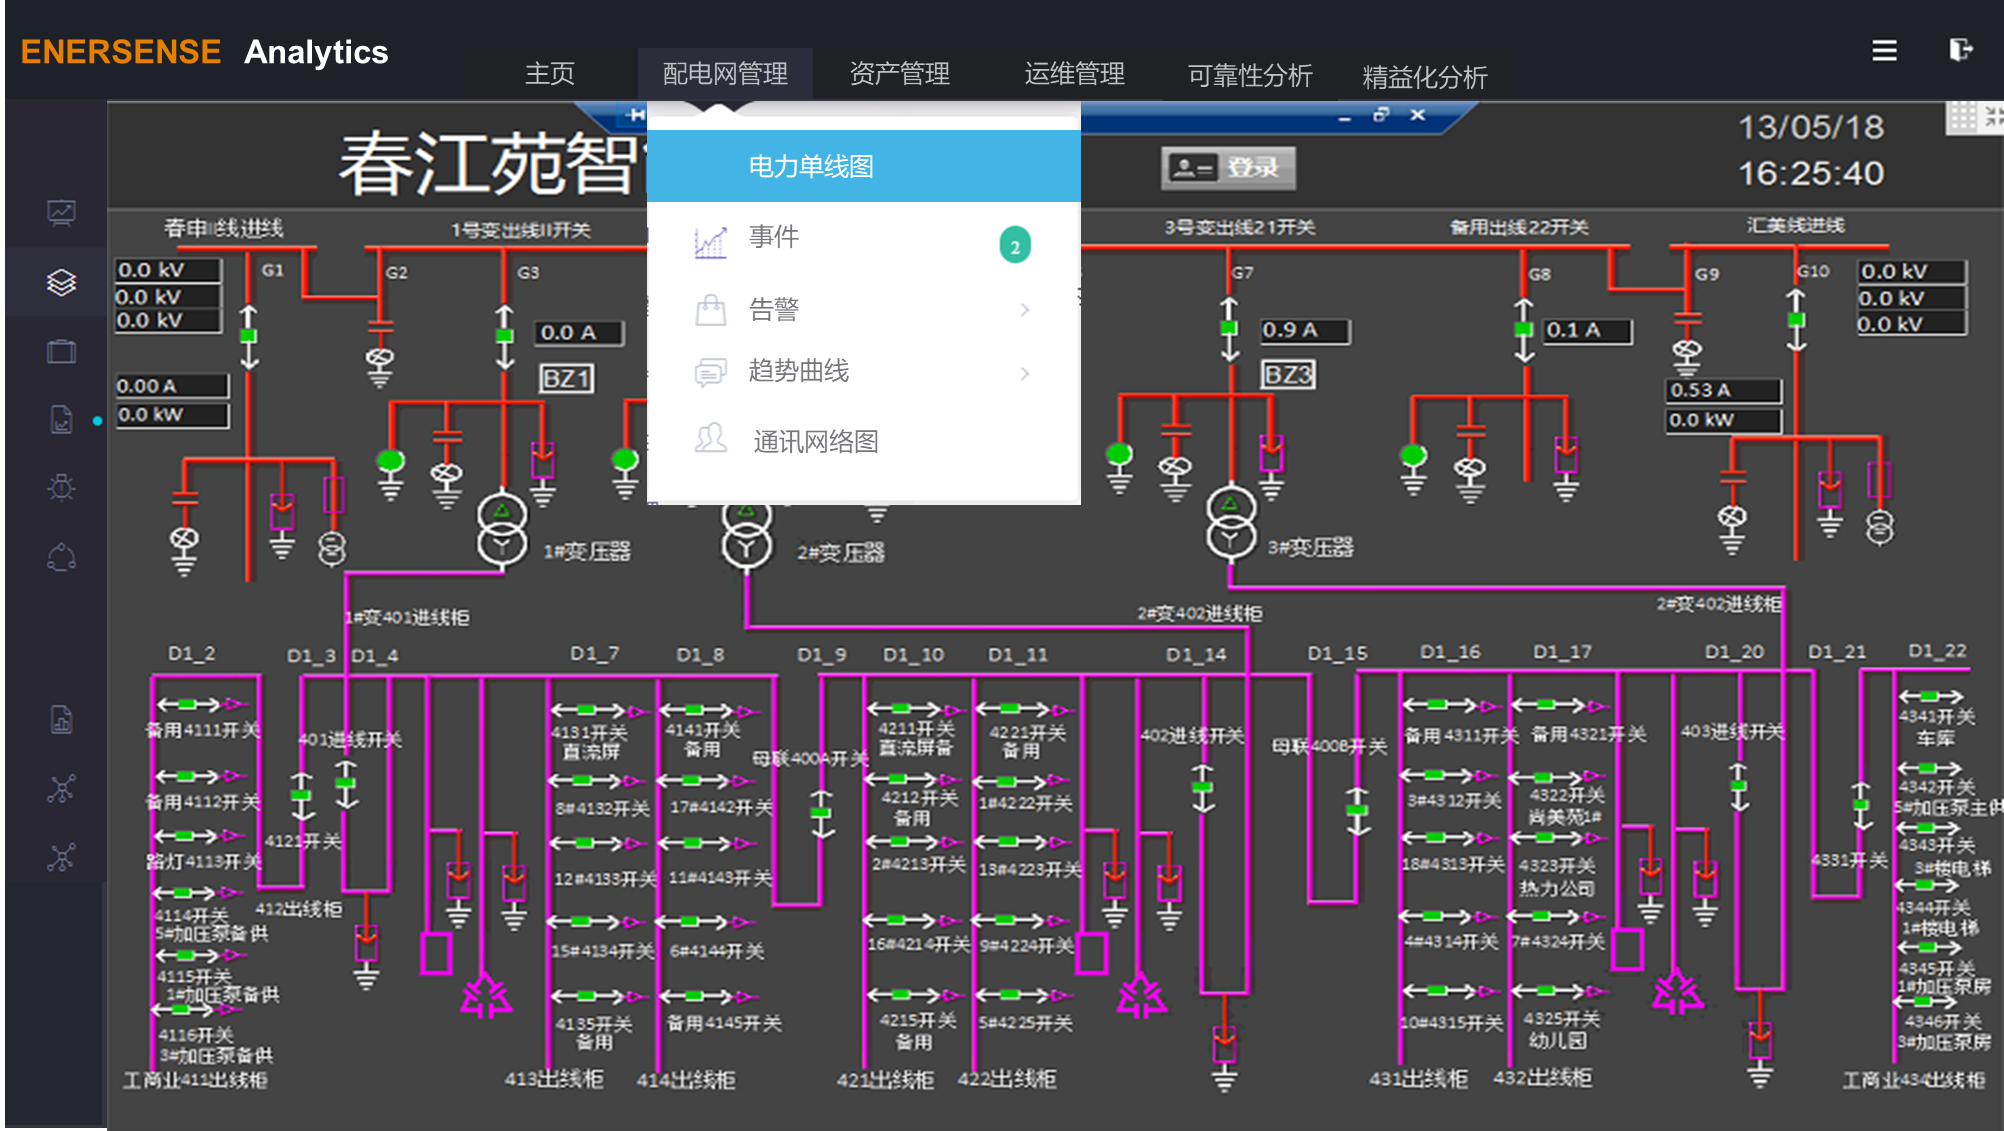 ENERSENSE Analytics
主页
配电网管理
资产管理
运维管理
可靠性分析
精益化分析
春江苑智
登录
13/05/18
16:25:40
电力单线图
事件
2
告警
趋势曲线
通讯网络图
春申II线进线
1号变出线II开关
3号变出线21开关
备用出线22开关
汇美线进线
G1
G2
G3
G7
G8
G9
G10
0.0 kV
0.0 kV
0.0 kV
0.0 A
0.9 A
0.1 A
0.0 kV
0.0 kV
0.0 kV
BZ1
BZ3
0.00 A
0.0 kW
0.53 A
0.0 kW
1#变压器
2#变压器
3#变压器
1#变401进线柜
2#变402进线柜
2#变402进线柜
D1_2
D1_3
D1_4
D1_7
D1_8
D1_9
D1_10
D1_11
D1_14
D1_15
D1_16
D1_17
D1_20
D1_21
D1_22
备用4111开关
备用4112开关
路灯4113开关
4114开关
5#加压泵备供
4115开关
1#加压泵备供
4116开关
3#加压泵备供
工商业411出线柜
401进线开关
4121开关
412出线柜
4131开关
直流屏
8#4132开关
12#4133开关
15#4134开关
4135开关
备用
413出线柜
4141开关
备用
17#4142开关
11#4143开关
6#4144开关
备用4145开关
414出线柜
母联400A开关
4211开关
直流屏备
4212开关
备用
2#4213开关
16#4214开关
4215开关
备用
421出线柜
4221开关
备用
1#4222开关
13#4223开关
9#4224开关
5#4225开关
422出线柜
402进线开关
母联400B开关
备用4311开关
3#4312开关
18#4313开关
4#4314开关
10#4315开关
431出线柜
备用4321开关
4322开关
尚美苑1#
4323开关
热力公司
7#4324开关
4325开关
幼儿园
432出线柜
403进线开关
4331开关
4341开关
车库
4342开关
5#加压泵主供
4343开关
3#楼电梯
4344开关
1#楼电梯
4345开关
1#加压泵房
4346开关
3#加压泵房
工商业434出线柜